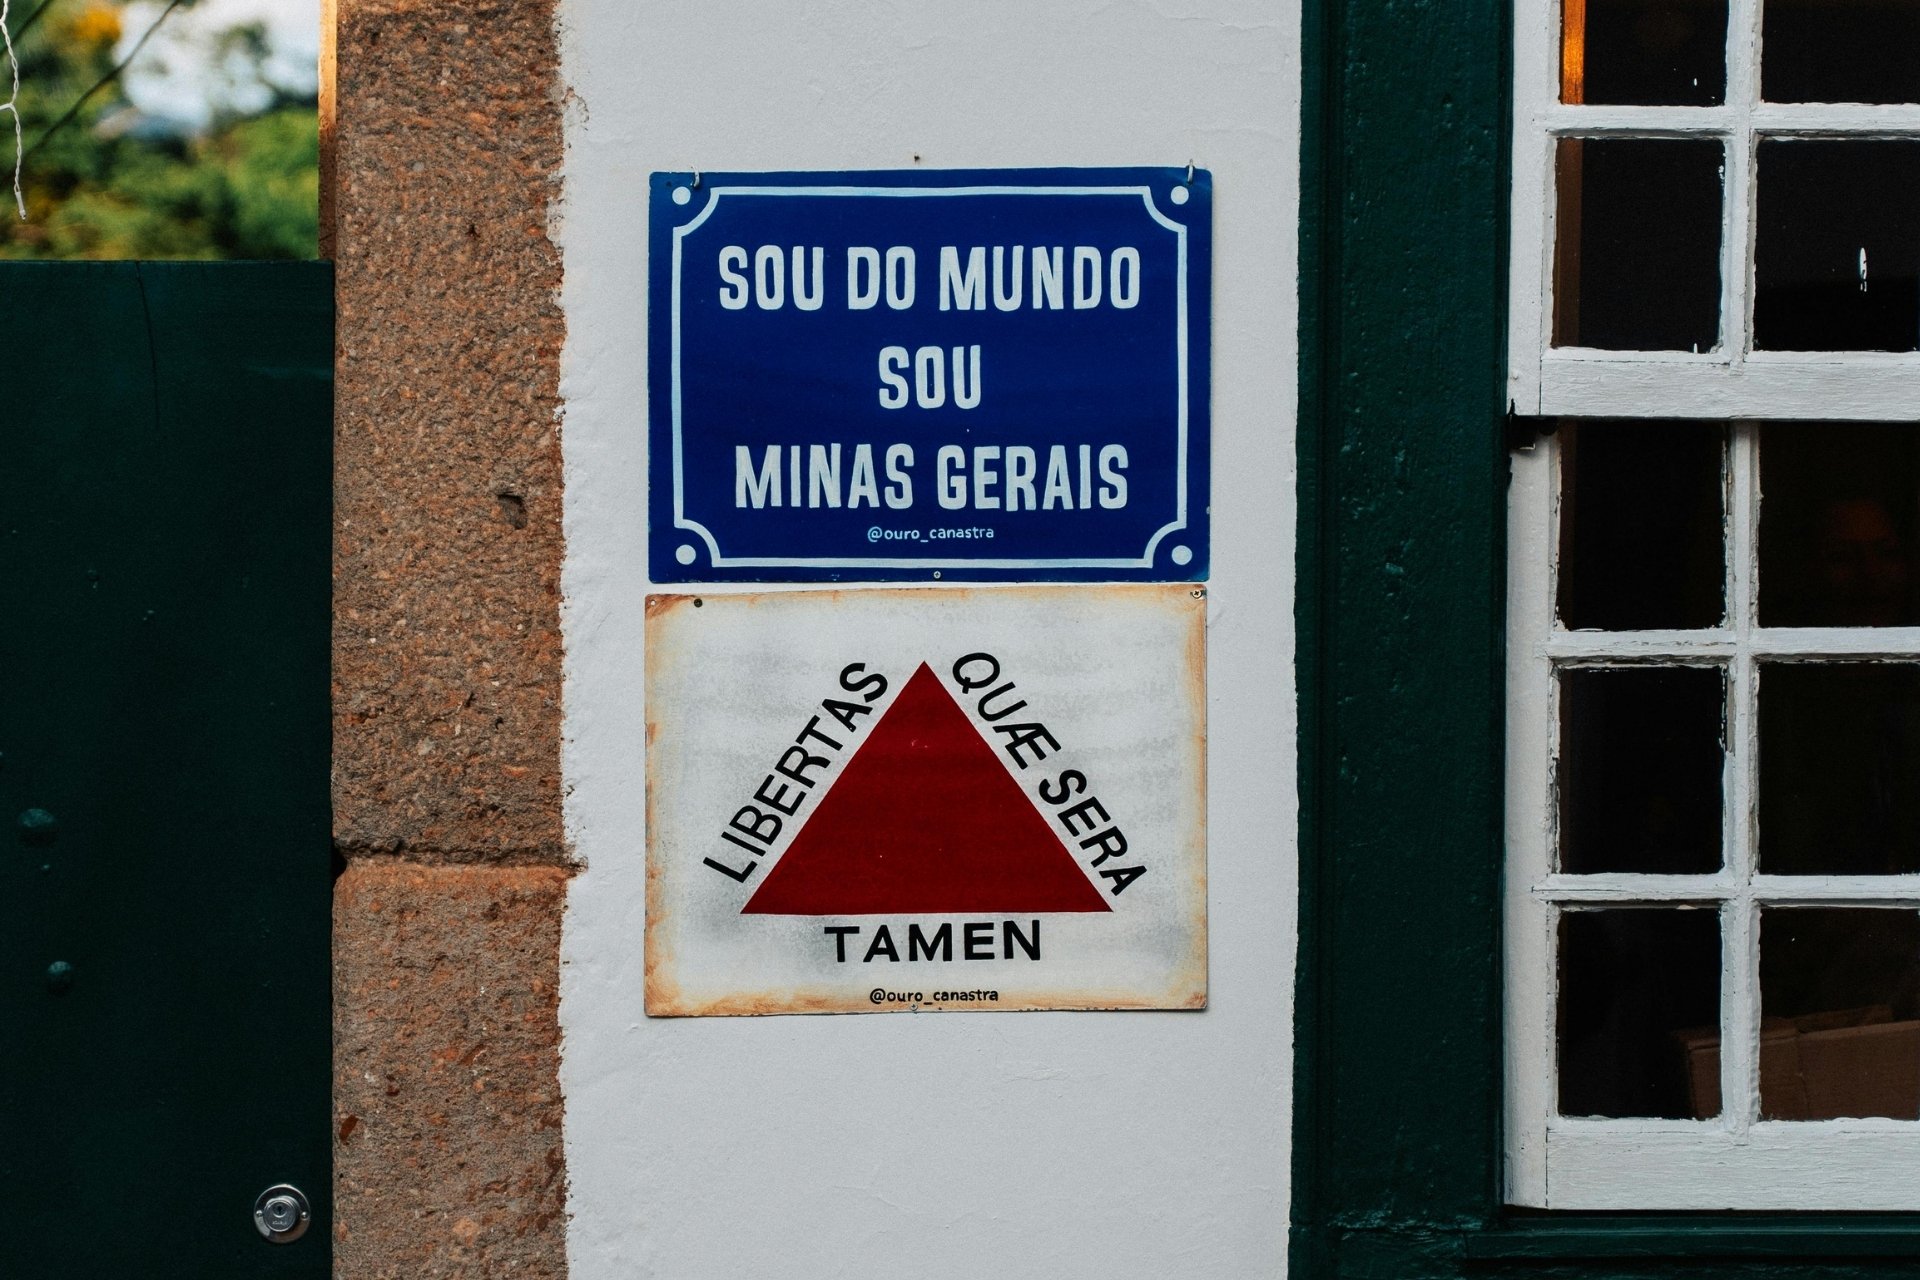 SOU DO MUNDO
SOU
MINAS GERAIS
@ouro_canastra
LIBERTAS
QUÆ SERA
TAMEN
@ouro_canastra